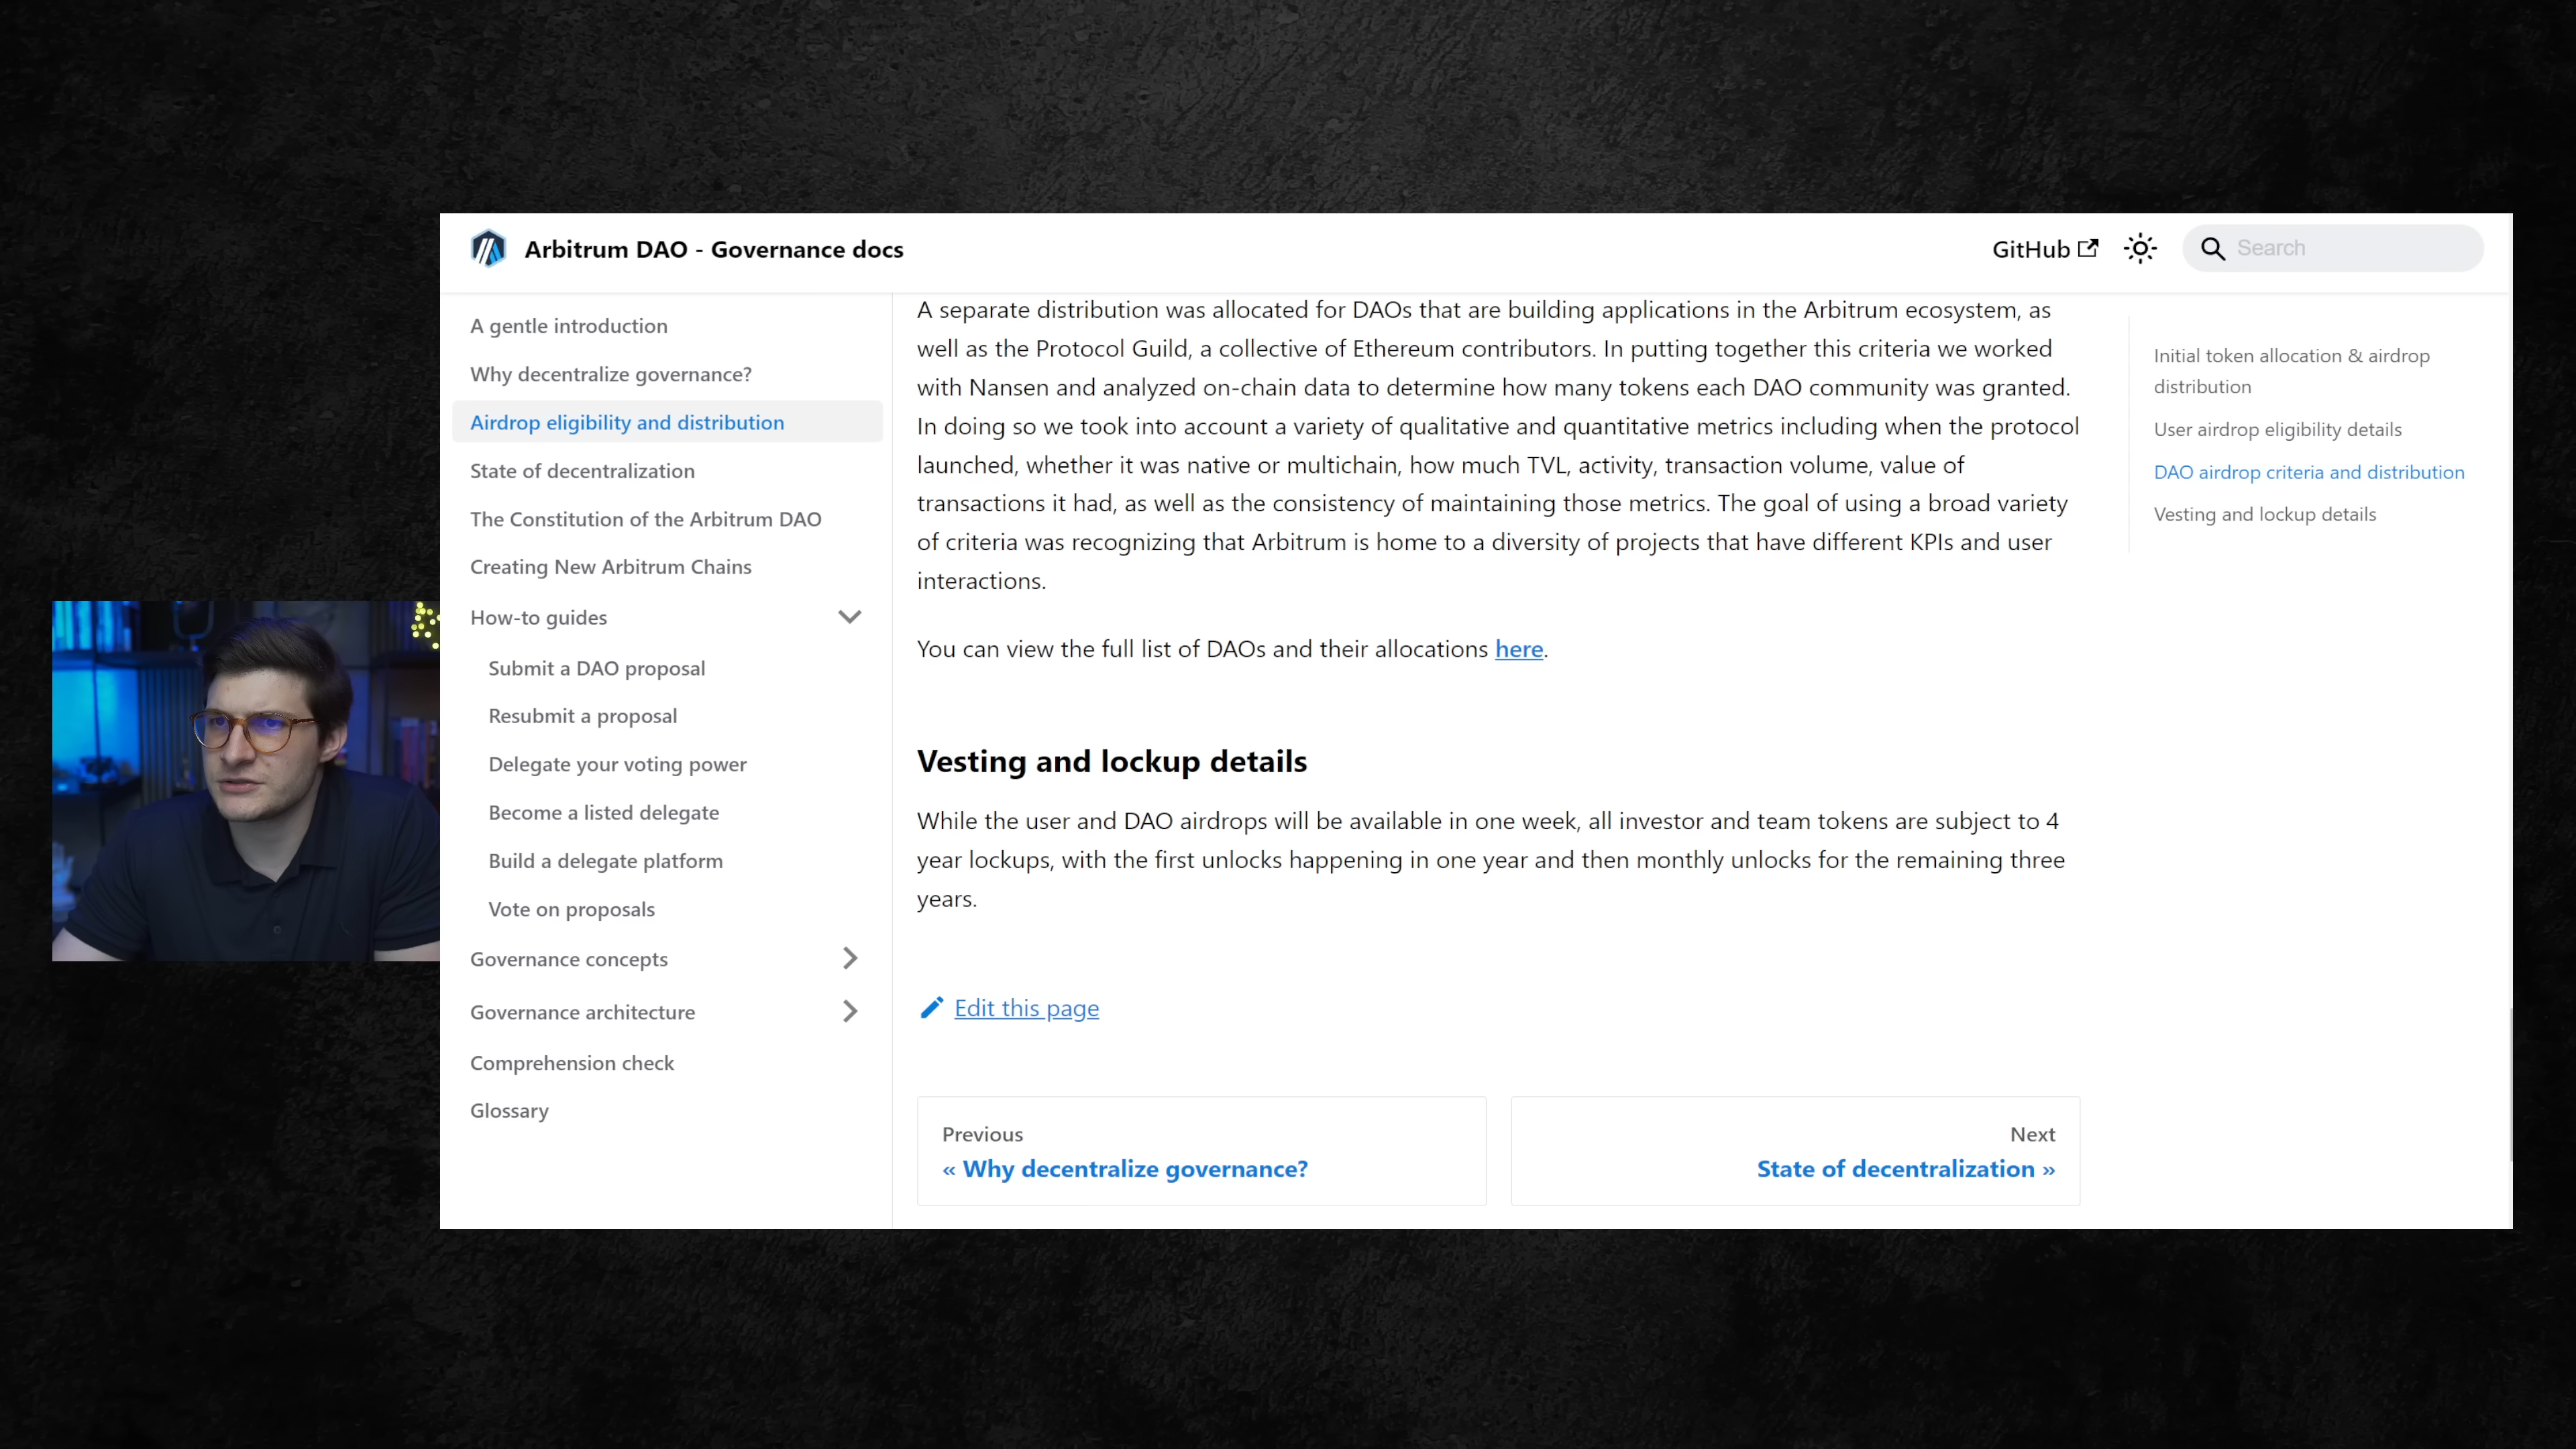 Arbitrum DAO - Governance docs
GitHub
Search
A gentle introduction
Why decentralize governance?
Airdrop eligibility and distribution
State of decentralization
The Constitution of the Arbitrum DAO
Creating New Arbitrum Chains
How-to guides
Submit a DAO proposal
Resubmit a proposal
Delegate your voting power
Become a listed delegate
Build a delegate platform
Vote on proposals
Governance concepts
Governance architecture
Comprehension check
Glossary
A separate distribution was allocated for DAOs that are building applications in the Arbitrum ecosystem, as
well as the Protocol Guild, a collective of Ethereum contributors. In putting together this criteria we worked
with Nansen and analyzed on-chain data to determine how many tokens each DAO community was granted.
In doing so we took into account a variety of qualitative and quantitative metrics including when the protocol
launched, whether it was native or multichain, how much TVL, activity, transaction volume, value of
transactions it had, as well as the consistency of maintaining those metrics. The goal of using a broad variety
of criteria was recognizing that Arbitrum is home to a diversity of projects that have different KPIs and user
interactions.
You can view the full list of DAOs and their allocations here.
Vesting and lockup details
While the user and DAO airdrops will be available in one week, all investor and team tokens are subject to 4
year lockups, with the first unlocks happening in one year and then monthly unlocks for the remaining three
years.
Edit this page
Previous
« Why decentralize governance?
Next
State of decentralization »
Initial token allocation & airdrop
distribution
User airdrop eligibility details
DAO airdrop criteria and distribution
Vesting and lockup details